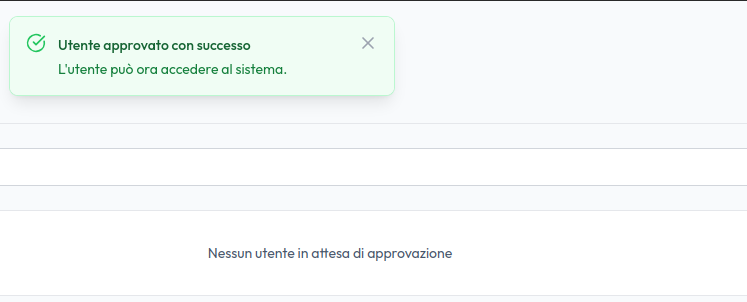 Utente approvato con successo
L'utente può ora accedere al sistema.
Nessun utente in attesa di approvazione